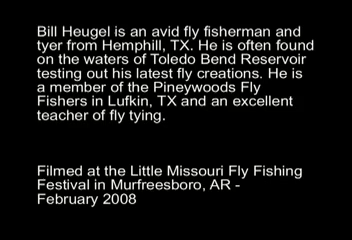 Bill Heugel is an avid fly fisherman and
tyer from Hemphill, TX. He is often found
on the waters of Toledo Bend Reservoir
testing out his latest fly creations. He is
a member of the Pineywoods Fly
Fishers in Lufkin, TX and an excellent
teacher of fly tying.
Filmed at the Little Missouri Fly Fishing
Festival in Murfreesboro, AR -
February 2008